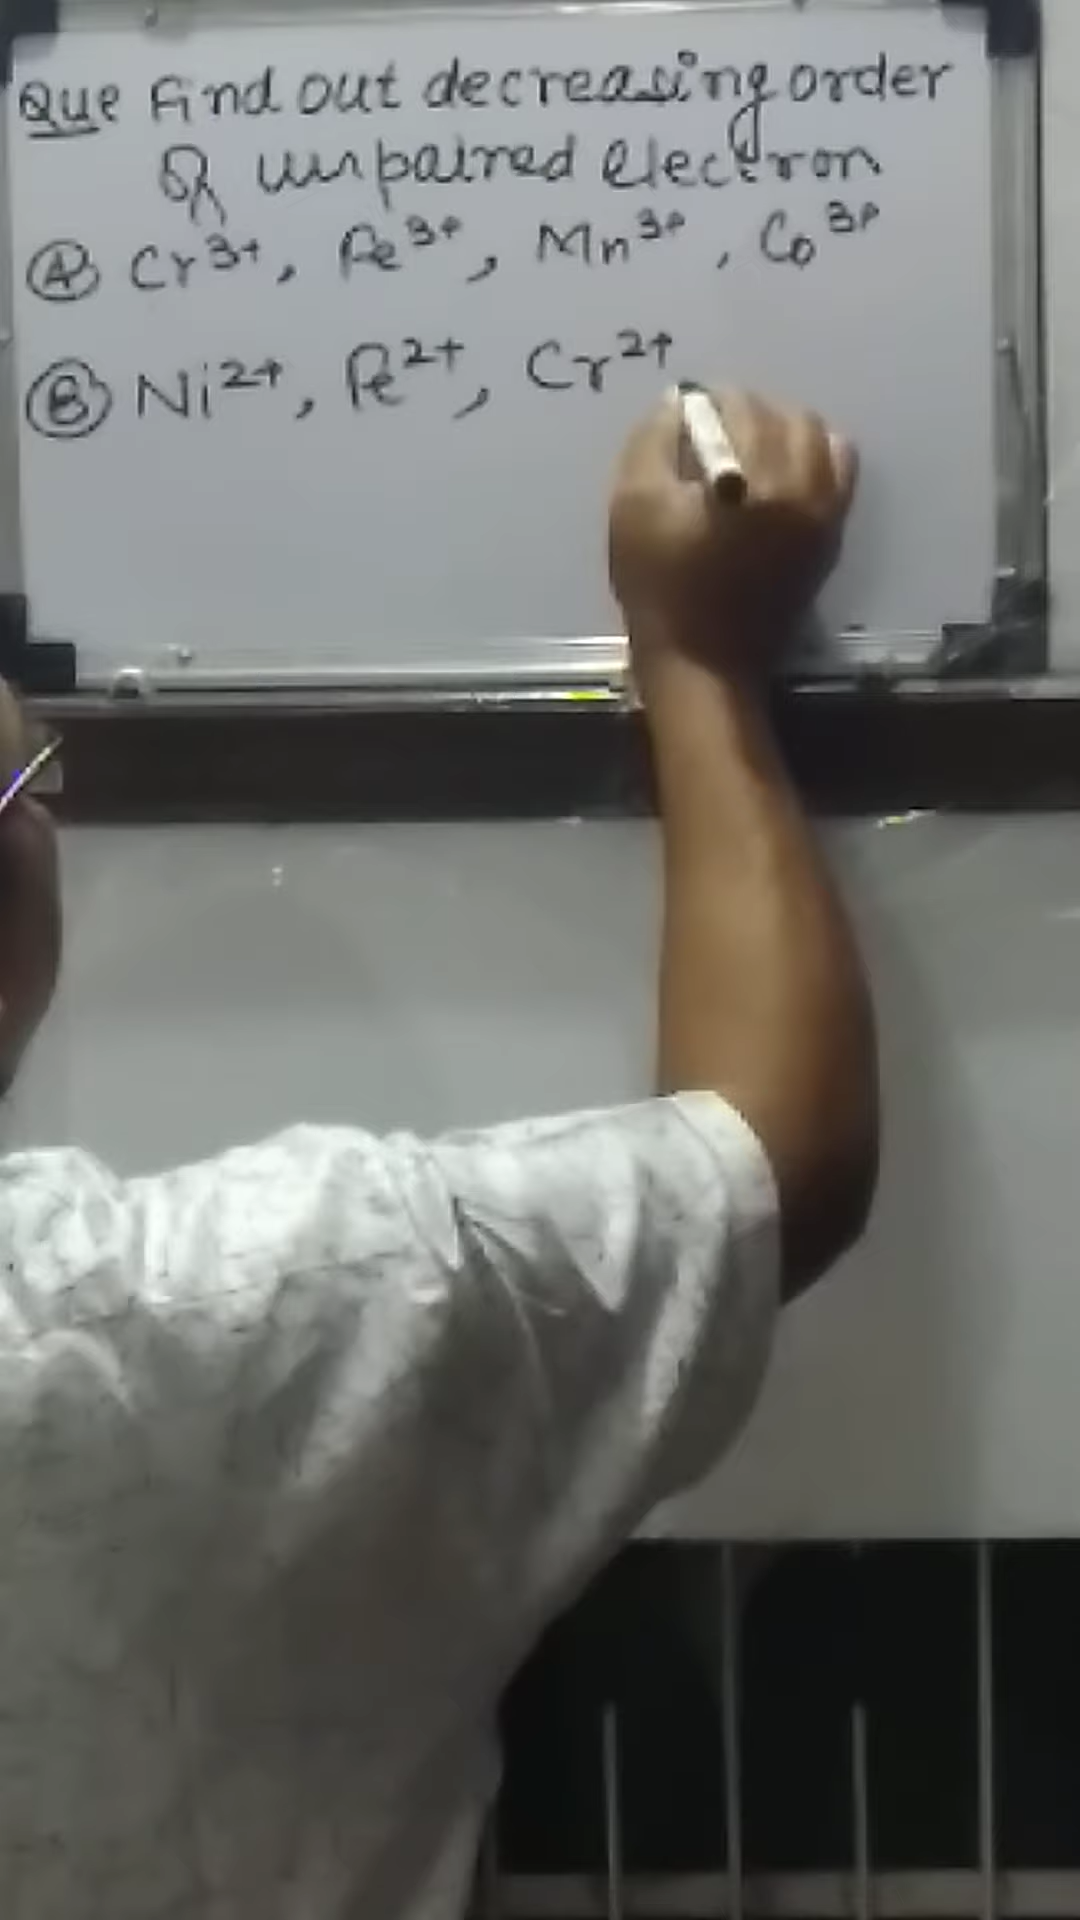 Que Find out decreasing order
of unpaired electron
(A) Cr³⁺, Fe³⁺, Mn³⁺, Co³⁺
(B) Ni²⁺, Fe²⁺, Cr²⁺,